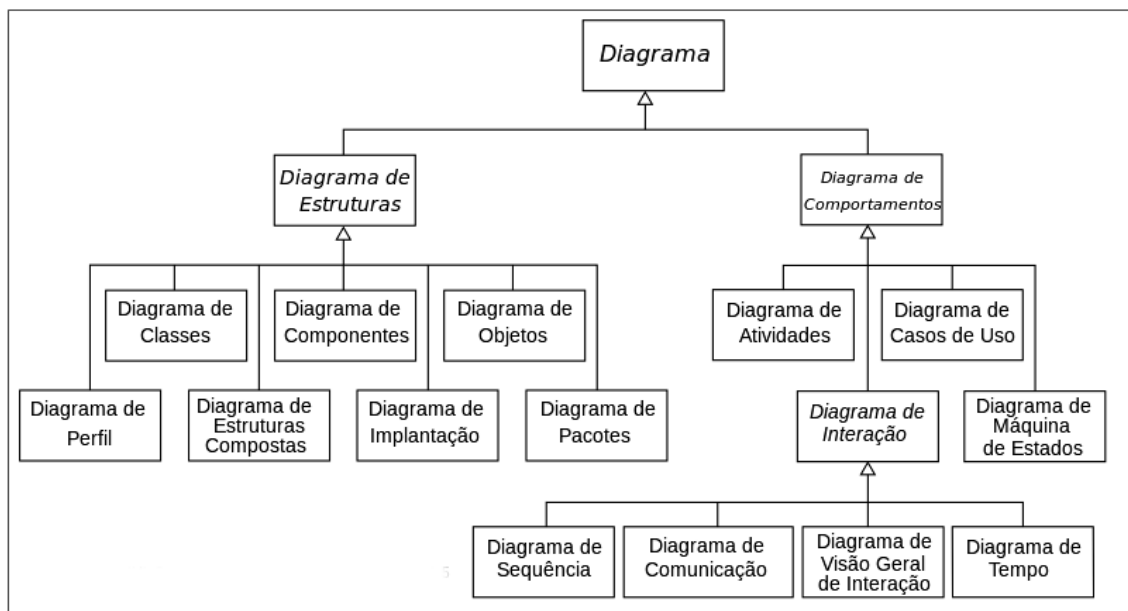 Diagrama
Diagrama de
Estruturas
Diagrama de
Comportamentos
Diagrama de
Classes
Diagrama de
Componentes
Diagrama de
Objetos
Diagrama de
Atividades
Diagrama de
Casos de Uso
Diagrama de
Perfil
Diagrama de
Estruturas
Compostas
Diagrama de
Implantação
Diagrama de
Pacotes
Diagrama de
Interação
Diagrama de
Máquina
de Estados
Diagrama de
Sequência
Diagrama de
Comunicação
Diagrama de
Visão Geral
de Interação
Diagrama de
Tempo
5